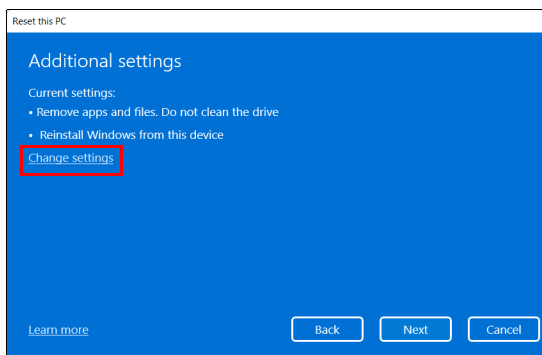 Reset this PC
Additional settings
Current settings:
• Remove apps and files. Do not clean the drive
• Reinstall Windows from this device
Change settings
Learn more
Back
Next
Cancel